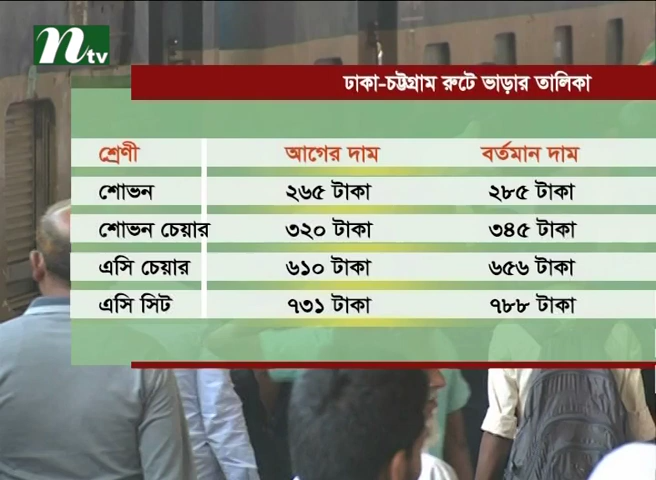 ntv
ঢাকা-চট্টগ্রাম রুটে ভাড়ার তালিকা
শ্রেণী আগের দাম বর্তমান দাম
শোভন ২৬৫ টাকা ২৮৫ টাকা
শোভন চেয়ার ৩২০ টাকা ৩৪৫ টাকা
এসি চেয়ার ৬১০ টাকা ৬৫৬ টাকা
এসি সিট ৭৩১ টাকা ৭৮৮ টাকা